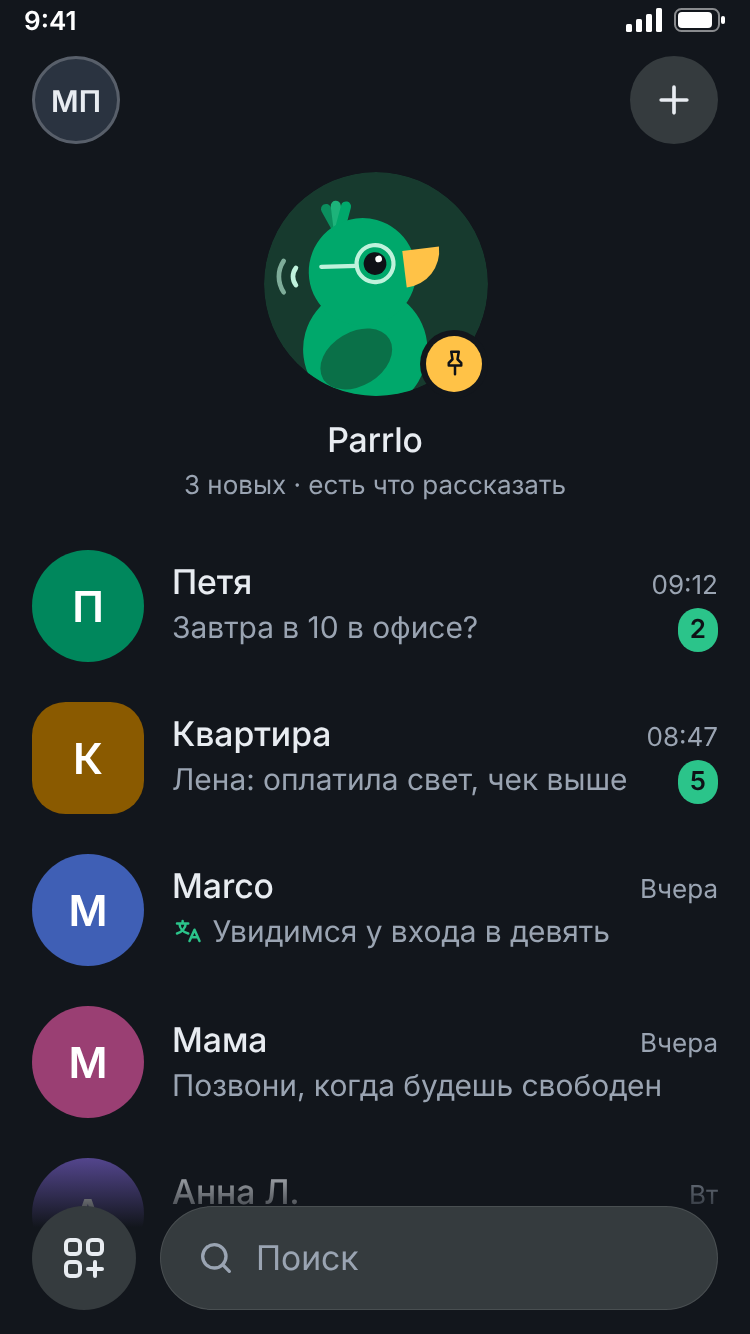 9:41
МП
Parrlo
3 новых · есть что рассказать
П
Петя
09:12
Завтра в 10 в офисе?
2
К
Квартира
08:47
Лена: оплатила свет, чек выше
5
M
Marco
Вчера
Увидимся у входа в девять
М
Мама
Вчера
Позвони, когда будешь свободен
Анна Л.
Вт
Поиск